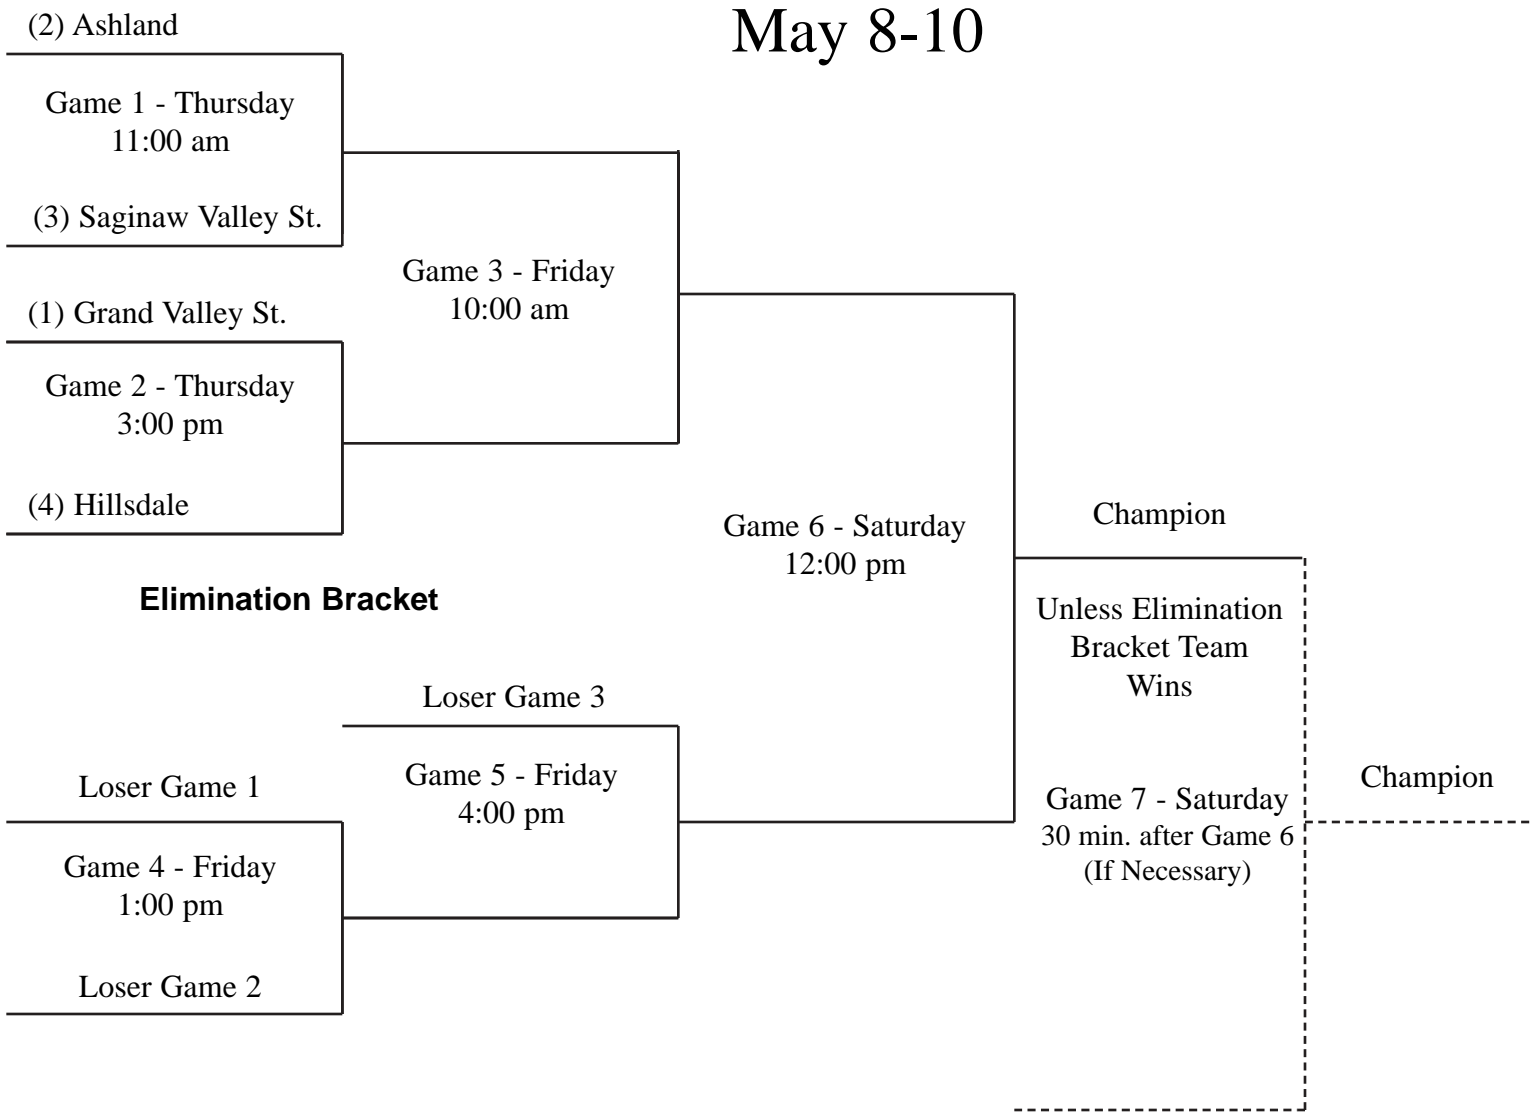 May 8-10
(2) Ashland
Game 1 - Thursday
11:00 am
(3) Saginaw Valley St.
(1) Grand Valley St.
Game 2 - Thursday
3:00 pm
(4) Hillsdale
Game 3 - Friday
10:00 am
Game 6 - Saturday
12:00 pm
Champion
Unless Elimination
Bracket Team
Wins
Elimination Bracket
Loser Game 3
Loser Game 1
Game 5 - Friday
4:00 pm
Game 4 - Friday
1:00 pm
Loser Game 2
Game 7 - Saturday
30 min. after Game 6
(If Necessary)
Champion